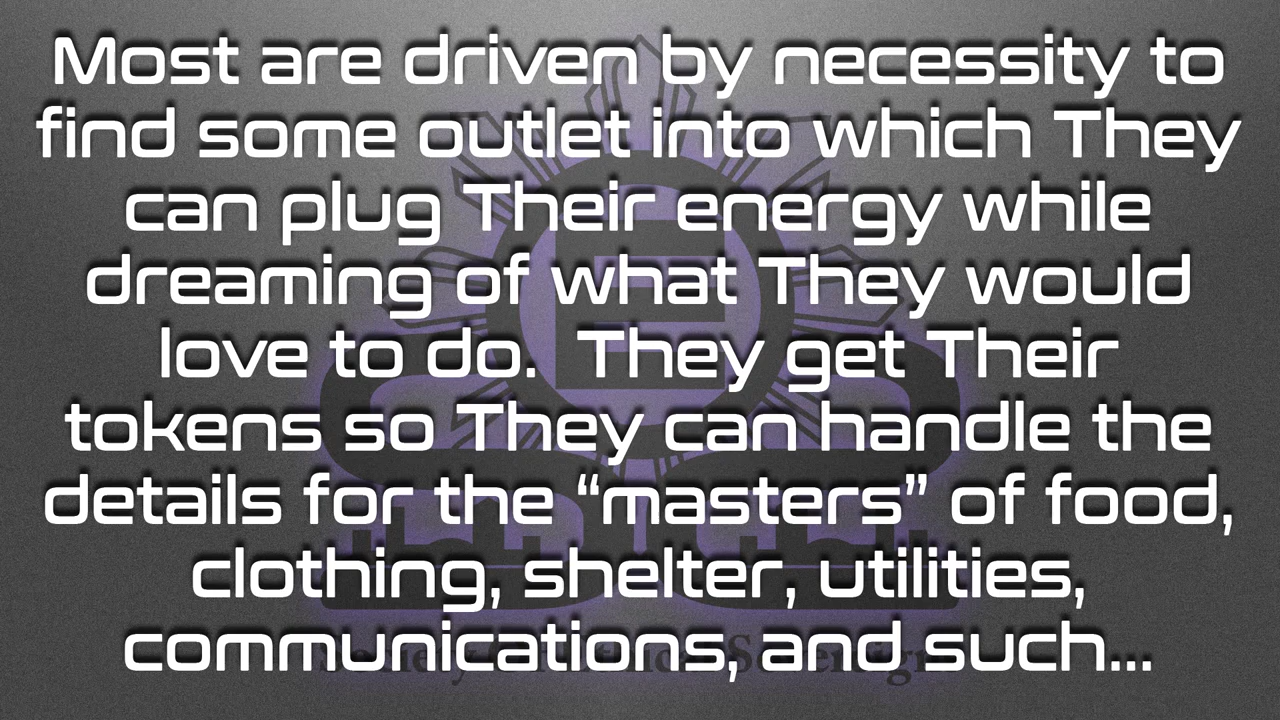 Most are driven by necessity to
find some outlet into which They
can plug Their energy while
dreaming of what They would
love to do.  They get Their
tokens so They can handle the
details for the “masters” of food,
clothing, shelter, utilities,
communications, and such...
Society